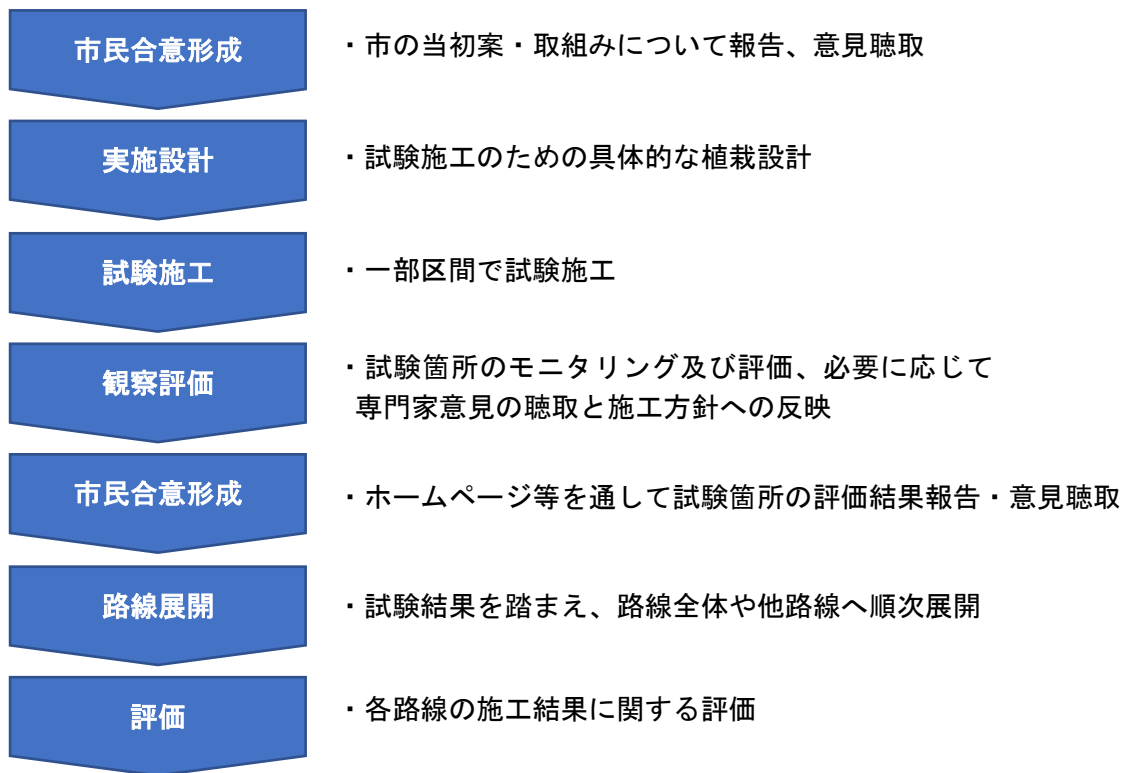 市民合意形成
・市の当初案・取組みについて報告、意見聴取
実施設計
・試験施工のための具体的な植栽設計
試験施工
・一部区間で試験施工
観察評価
・試験箇所のモニタリング及び評価、必要に応じて
専門家意見の聴取と施工方針への反映
市民合意形成
・ホームページ等を通して試験箇所の評価結果報告・意見聴取
路線展開
・試験結果を踏まえ、路線全体や他路線へ順次展開
評価
・各路線の施工結果に関する評価